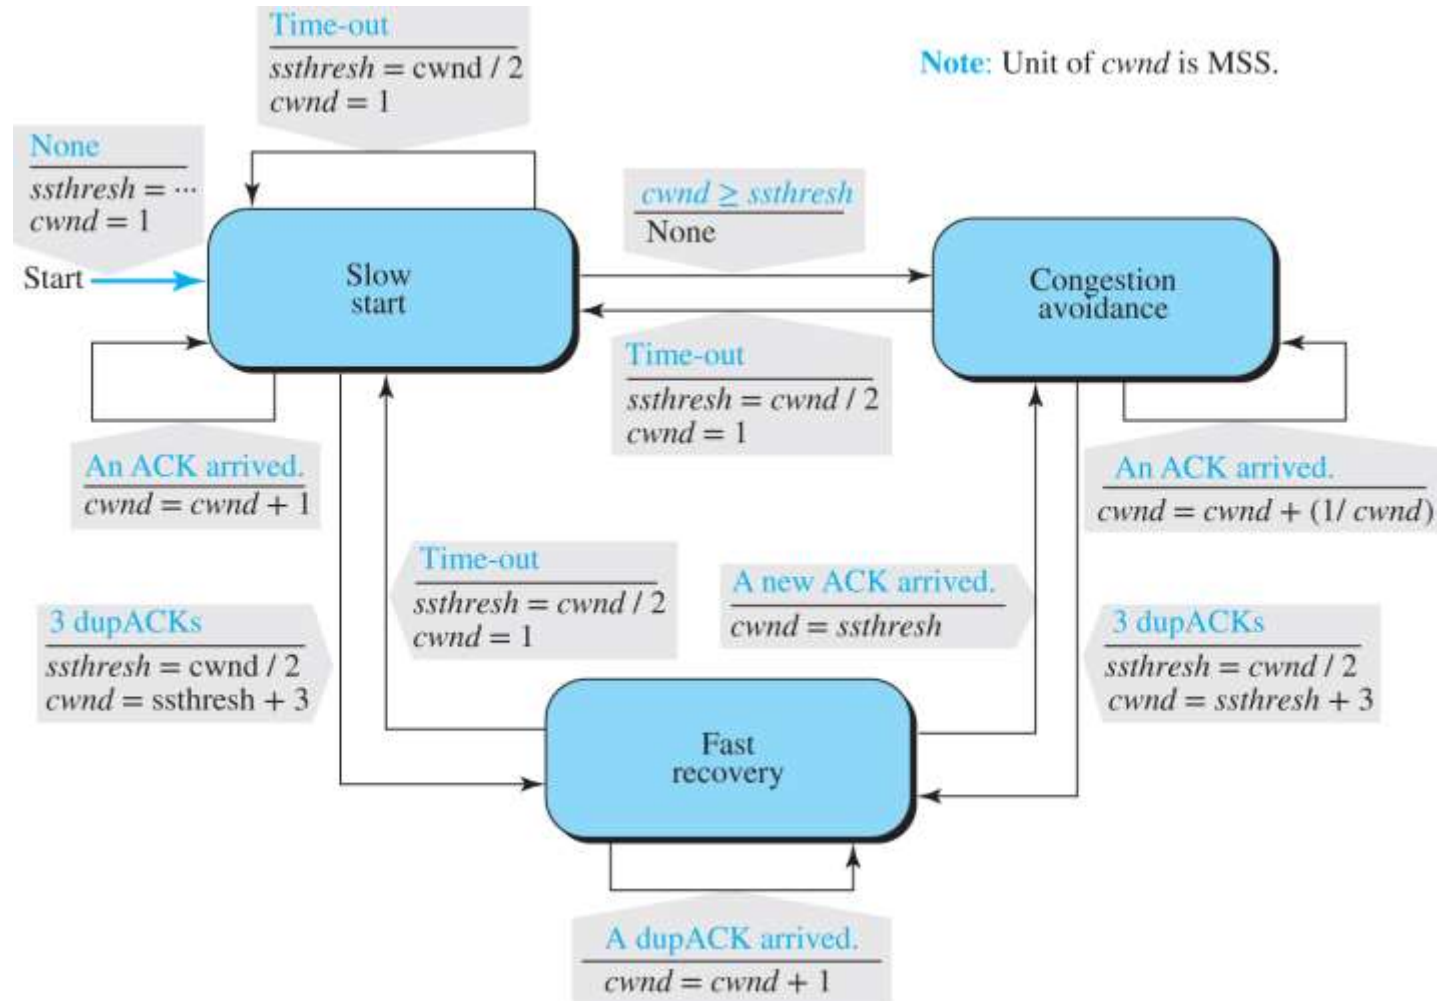 Time-out
ssthresh = cwnd / 2
cwnd = 1
Note: Unit of cwnd is MSS.
None
ssthresh = ...
cwnd = 1
Start
Slow
start
cwnd ≥ ssthresh
None
Congestion
avoidance
Time-out
ssthresh = cwnd / 2
cwnd = 1
An ACK arrived.
cwnd = cwnd + 1
An ACK arrived.
cwnd = cwnd + (1/ cwnd)
Time-out
ssthresh = cwnd / 2
cwnd = 1
A new ACK arrived.
cwnd = ssthresh
3 dupACKs
ssthresh = cwnd / 2
cwnd = ssthresh + 3
3 dupACKs
ssthresh = cwnd / 2
cwnd = ssthresh + 3
Fast
recovery
A dupACK arrived.
cwnd = cwnd + 1